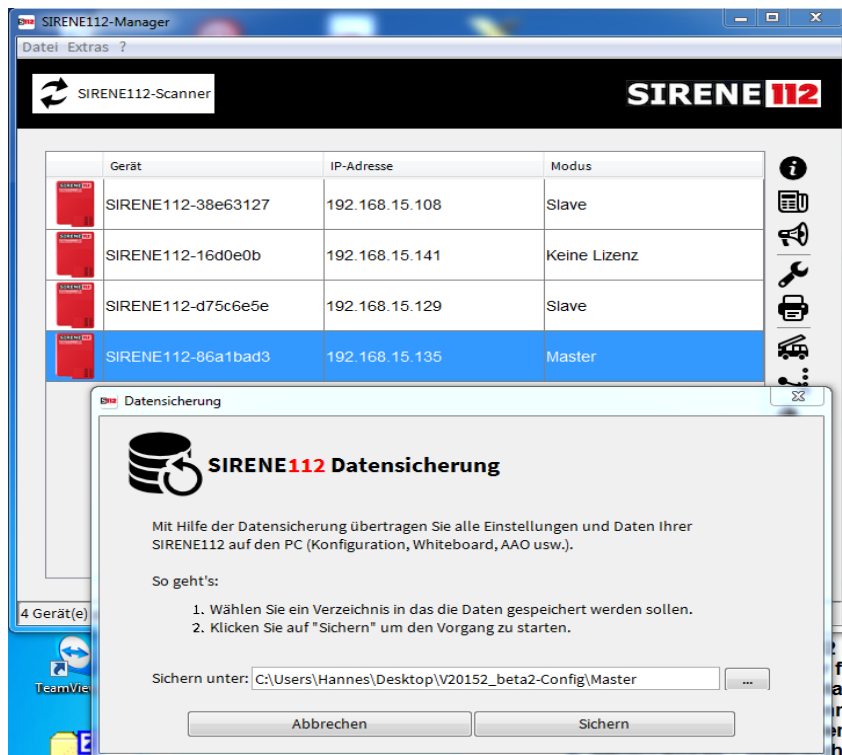 SIRENE112-Manager
Datei Extras ?
SIRENE112-Scanner
SIRENE112
Gerät IP-Adresse Modus
SIRENE112-38e63127 192.168.15.108 Slave
SIRENE112-16d0e0b 192.168.15.141 Keine Lizenz
SIRENE112-d75c6e5e 192.168.15.129 Slave
SIRENE112-86a1bad3 192.168.15.135 Master
Datensicherung
SIRENE112 Datensicherung
Mit Hilfe der Datensicherung übertragen Sie alle Einstellungen und Daten Ihrer
SIRENE112 auf den PC (Konfiguration, Whiteboard, AAO usw.).
So geht's:
1. Wählen Sie ein Verzeichnis in das die Daten gespeichert werden sollen.
2. Klicken Sie auf "Sichern" um den Vorgang zu starten.
Sichern unter: C:\Users\Hannes\Desktop\V20152_beta2-Config\Master ...
Abbrechen Sichern
4 Gerät(e)
TeamVie